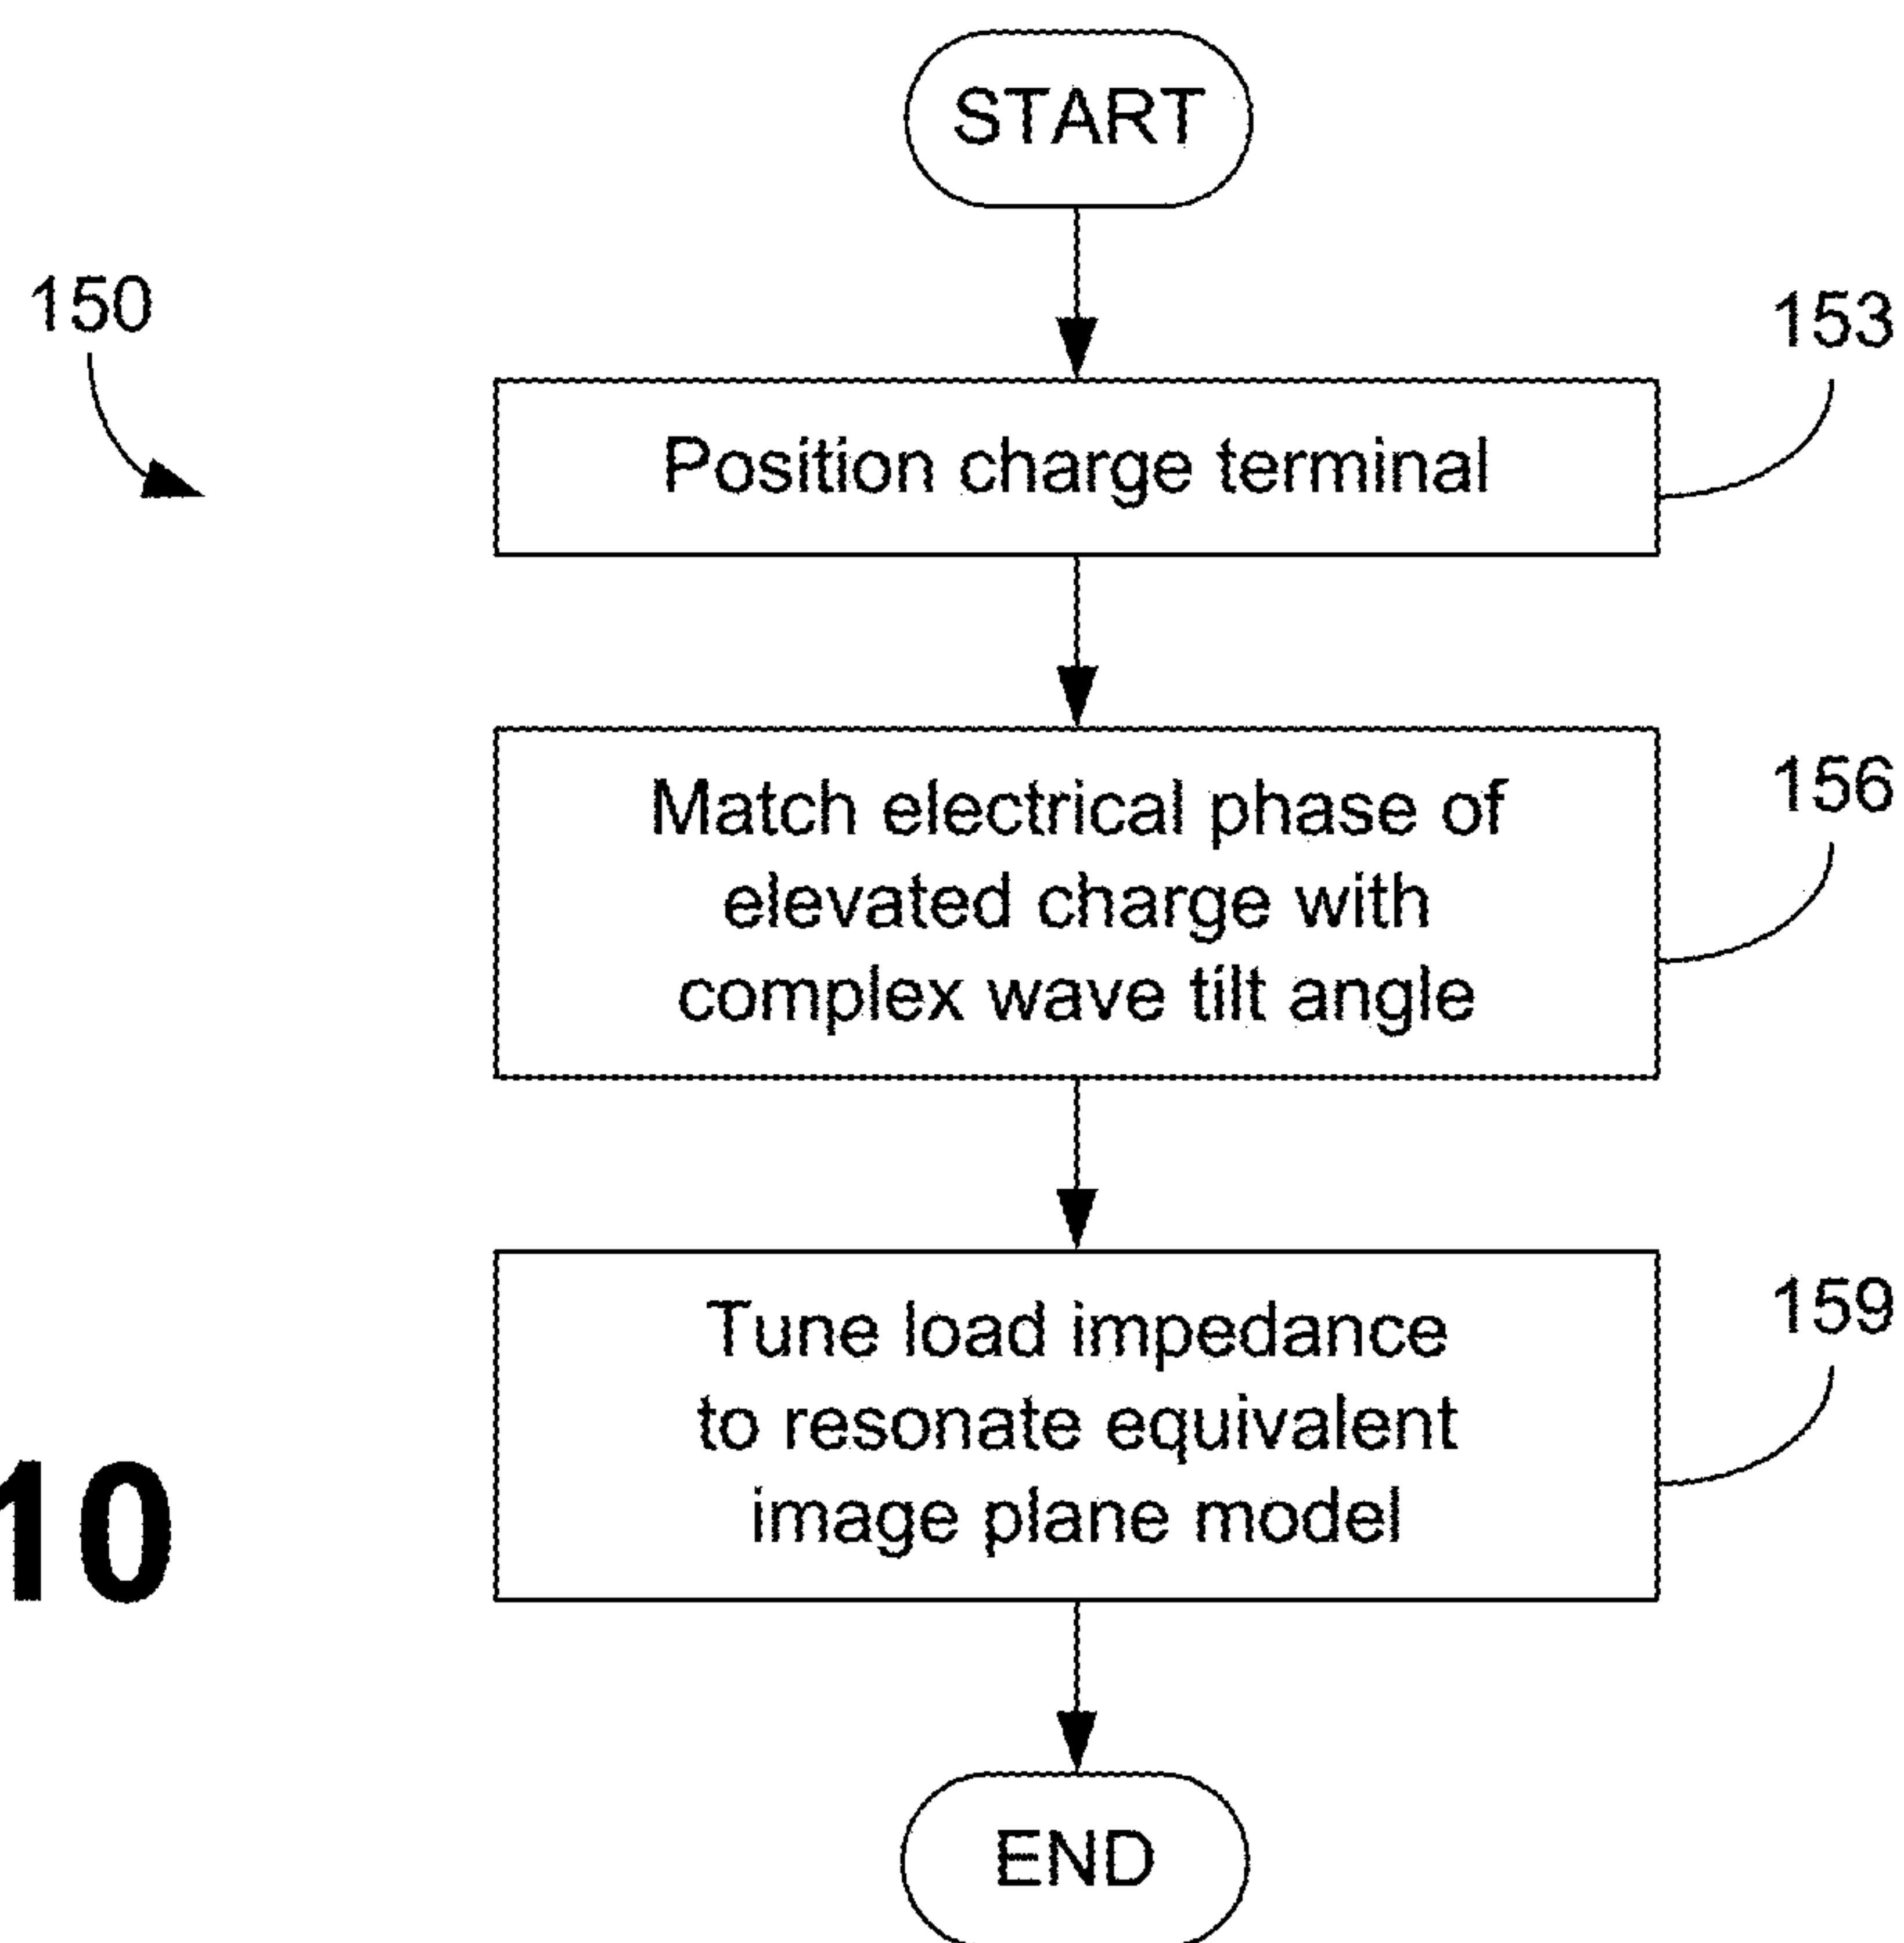 START
150
153
Position charge terminal
156
Match electrical phase of
elevated charge with
complex wave tilt angle
159
Tune load impedance
to resonate equivalent
image plane model
10
END